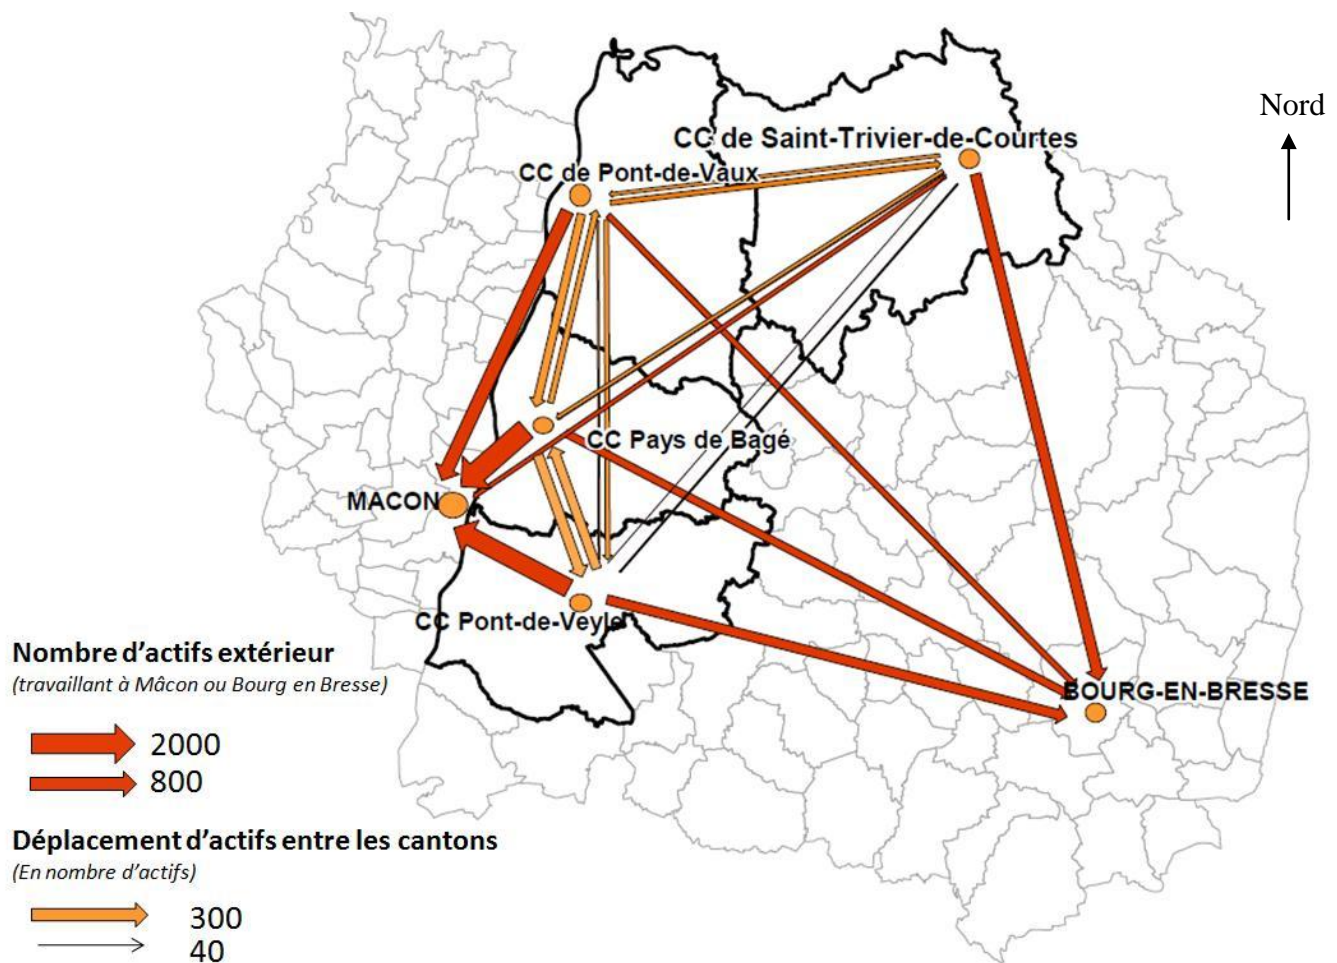 Nord
CC de Saint-Trivier-de-Courtes
CC de Pont-de-Vaux
CC Pays de Bagé
MACON
CC Pont-de-Veyle
BOURG-EN-BRESSE
Nombre d'actifs extérieur
(travaillant à Mâcon ou Bourg en Bresse)
2000
800
Déplacement d'actifs entre les cantons
(En nombre d'actifs)
300
40